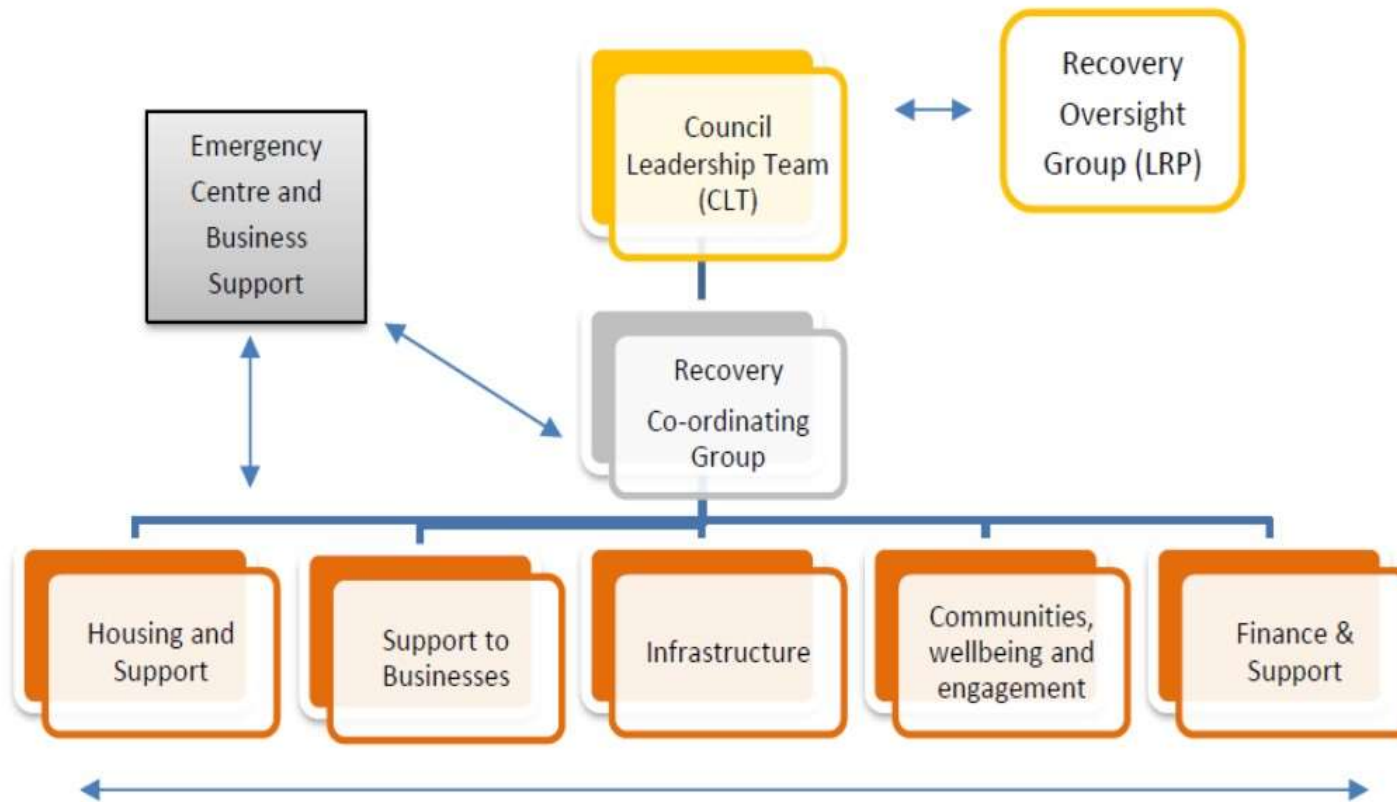 Recovery
Oversight
Group (LRP)
Council
Leadership Team
(CLT)
Emergency
Centre and
Business
Support
Recovery
Co-ordinating
Group
Housing and
Support
Support to
Businesses
Infrastructure
Communities,
wellbeing and
engagement
Finance &
Support